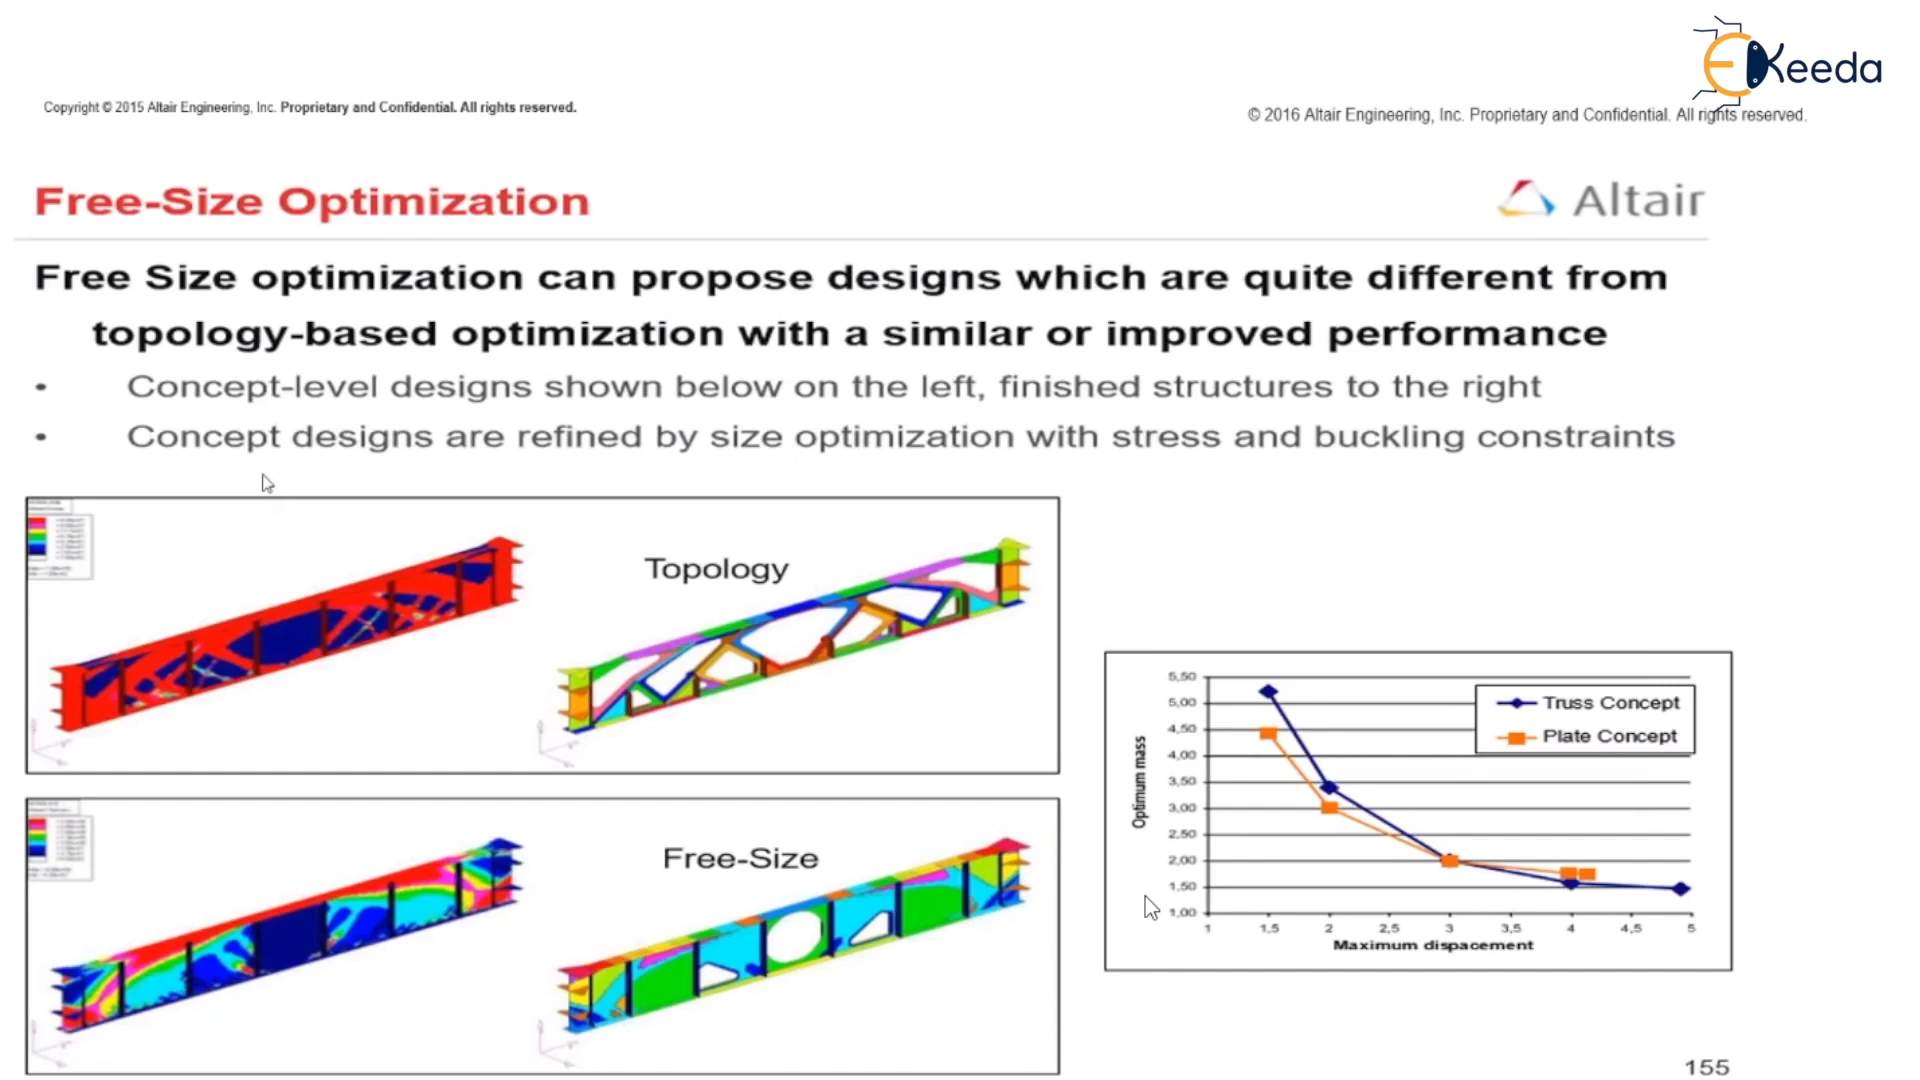 EKeeda
Copyright © 2015 Altair Engineering, Inc. Proprietary and Confidential. All rights reserved.
© 2016 Altair Engineering, Inc. Proprietary and Confidential. All rights reserved.
Free-Size Optimization
Altair
Free Size optimization can propose designs which are quite different from
topology-based optimization with a similar or improved performance
• Concept-level designs shown below on the left, finished structures to the right
• Concept designs are refined by size optimization with stress and buckling constraints
Topology
Free-Size
Optimum mass
5,50
5,00
4,50
4,00
3,50
3,00
2,50
2,00
1,50
1,00
Truss Concept
Plate Concept
1 1,5 2 2,5 3 3,5 4 4,5 5
Maximum dispacement
155